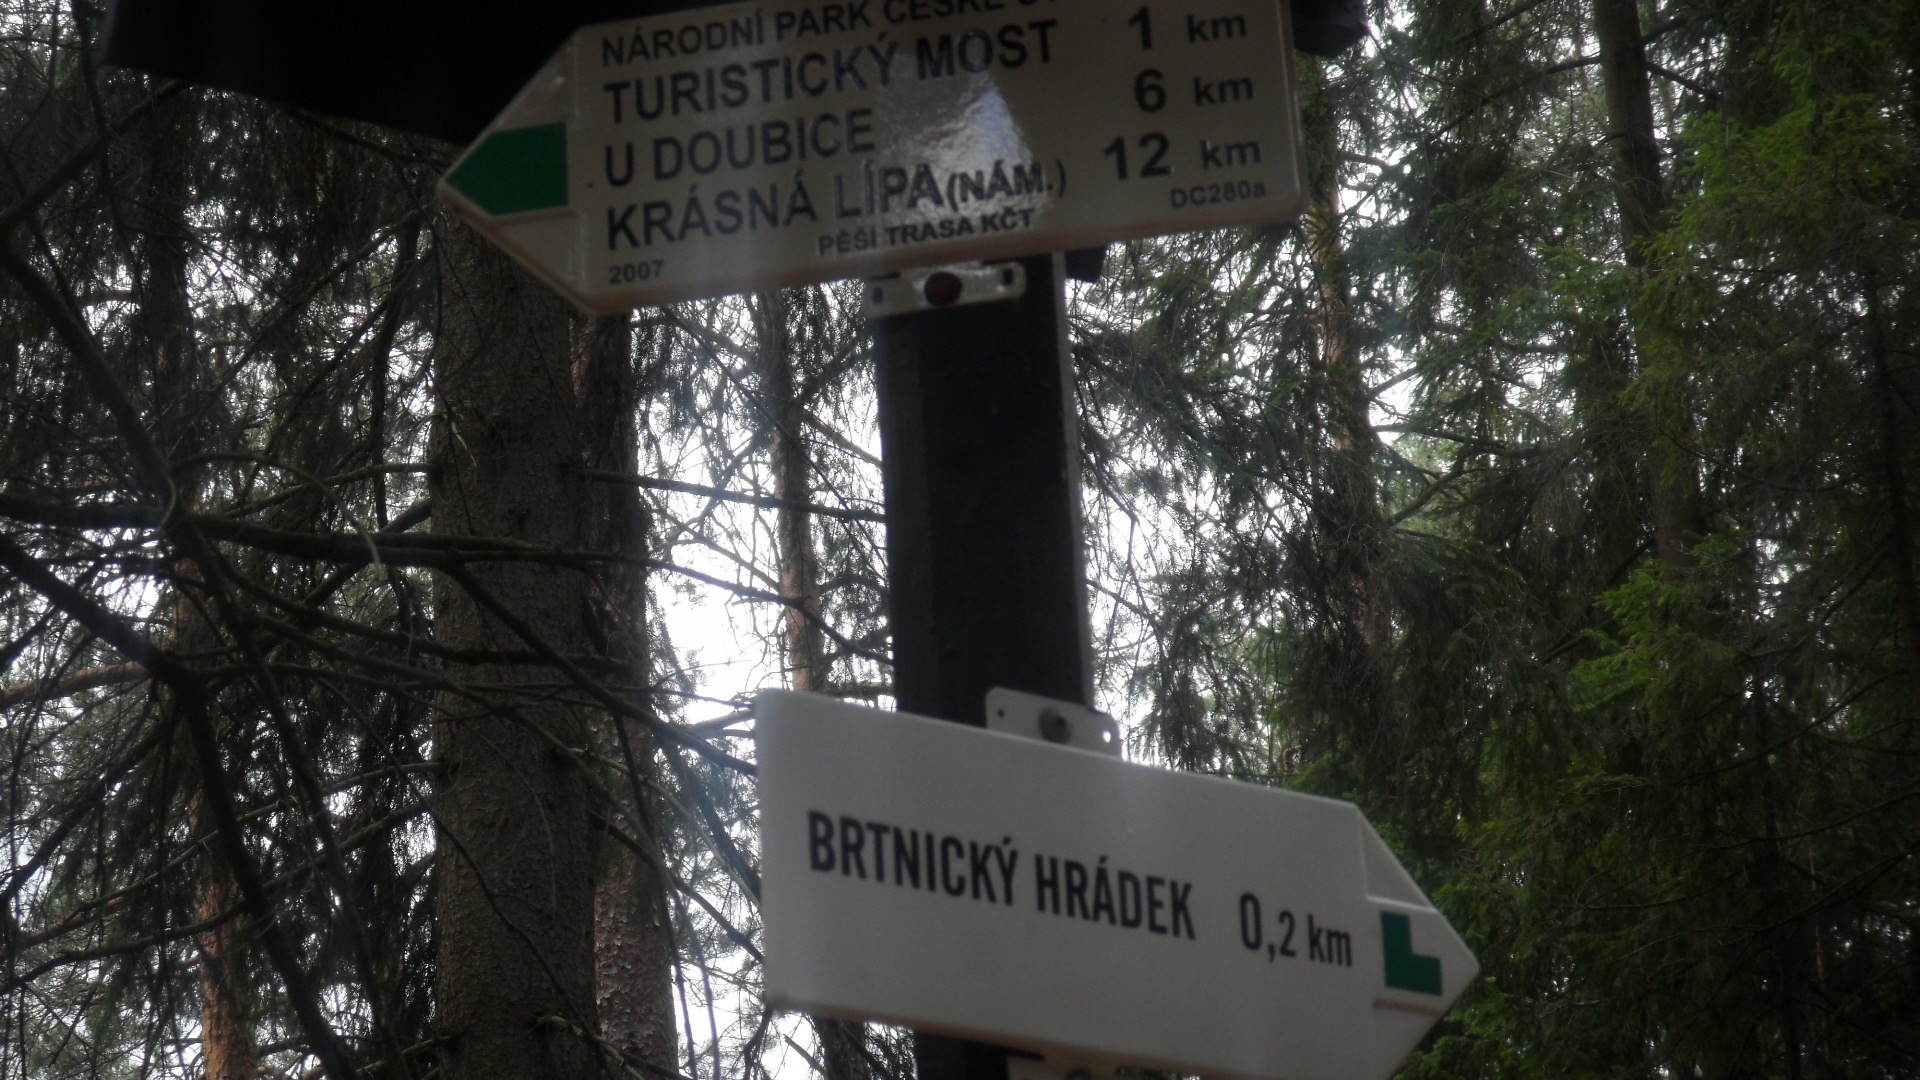 NÁRODNÍ PARK ČESKÉ
TURISTICKÝ MOST 1 km
U DOUBICE 6 km
KRÁSNÁ LÍPA (NÁM.) 12 km
PĚŠÍ TRASA KČT DC280a
2007
BRTNICKÝ HRÁDEK 0,2 km